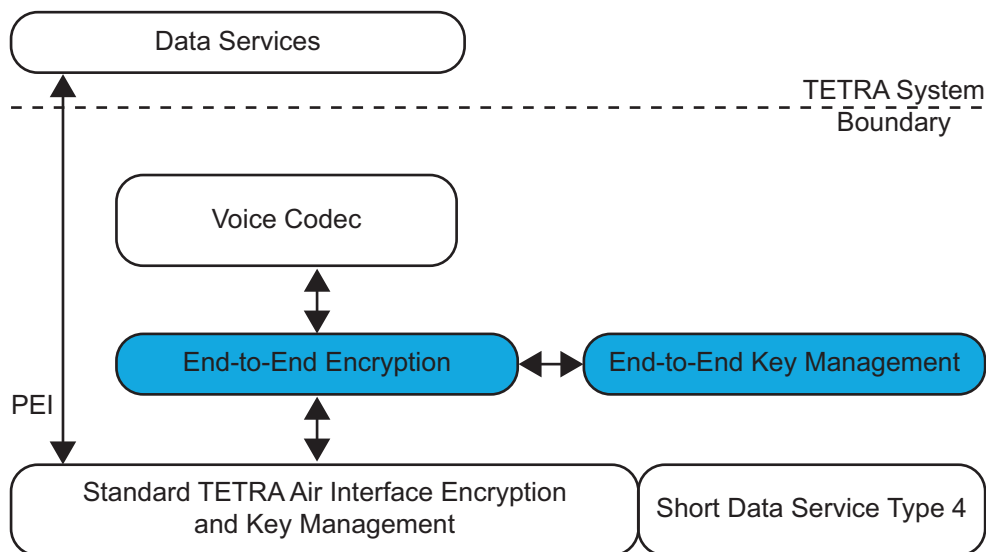 Data Services
TETRA System
Boundary
Voice Codec
End-to-End Encryption
End-to-End Key Management
PEI
Standard TETRA Air Interface Encryption
and Key Management
Short Data Service Type 4